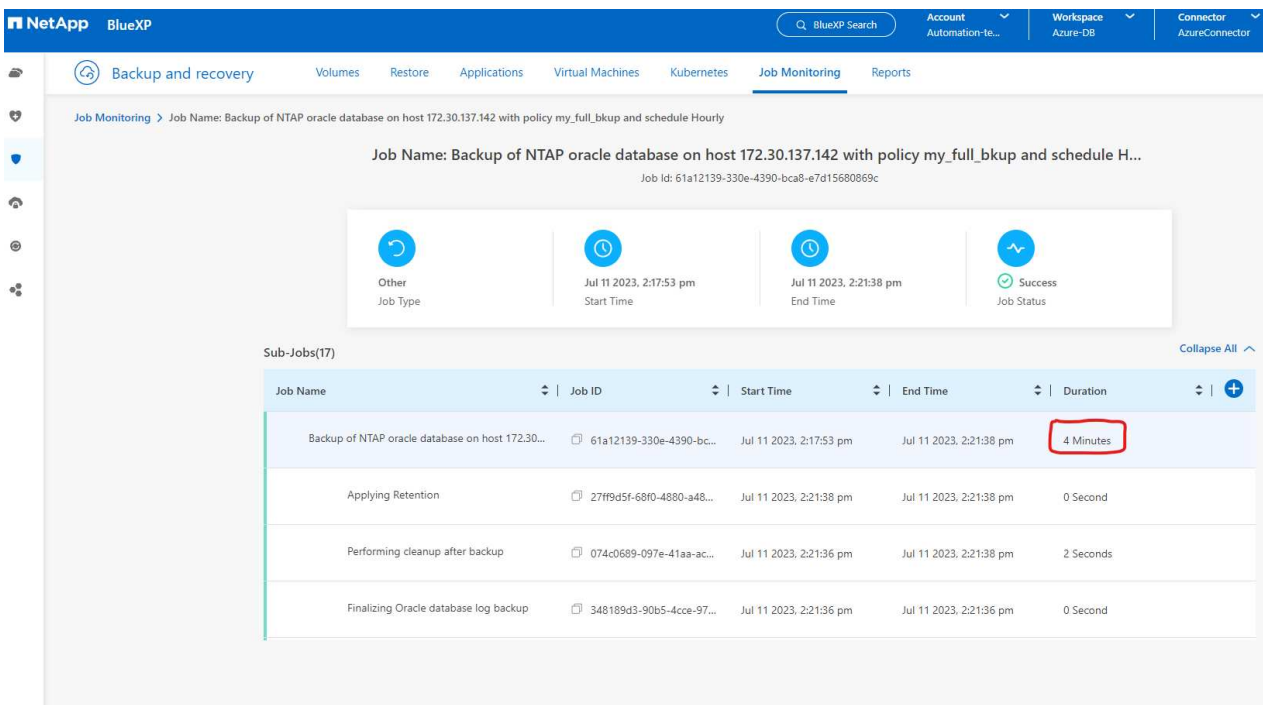 NetApp BlueXP
BlueXP Search
Account
Automation-te...
Workspace
Azure-DB
Connector
AzureConnector
Backup and recovery
Volumes Restore Applications Virtual Machines Kubernetes Job Monitoring Reports
Job Monitoring > Job Name: Backup of NTAP oracle database on host 172.30.137.142 with policy my_full_bkup and schedule Hourly
Job Name: Backup of NTAP oracle database on host 172.30.137.142 with policy my_full_bkup and schedule H...
Job Id: 61a12139-330e-4390-bca8-e7d15680869c
Other
Job Type
Jul 11 2023, 2:17:53 pm
Start Time
Jul 11 2023, 2:21:38 pm
End Time
Success
Job Status
Sub-Jobs(17)
Collapse All
Job Name Job ID Start Time End Time Duration
Backup of NTAP oracle database on host 172.30... 61a12139-330e-4390-bc... Jul 11 2023, 2:17:53 pm Jul 11 2023, 2:21:38 pm 4 Minutes
Applying Retention 27ff9d5f-68f0-4880-a48... Jul 11 2023, 2:21:38 pm Jul 11 2023, 2:21:38 pm 0 Second
Performing cleanup after backup 074c0689-097e-41aa-ac... Jul 11 2023, 2:21:36 pm Jul 11 2023, 2:21:38 pm 2 Seconds
Finalizing Oracle database log backup 348189d3-90b5-4cce-97... Jul 11 2023, 2:21:36 pm Jul 11 2023, 2:21:36 pm 0 Second